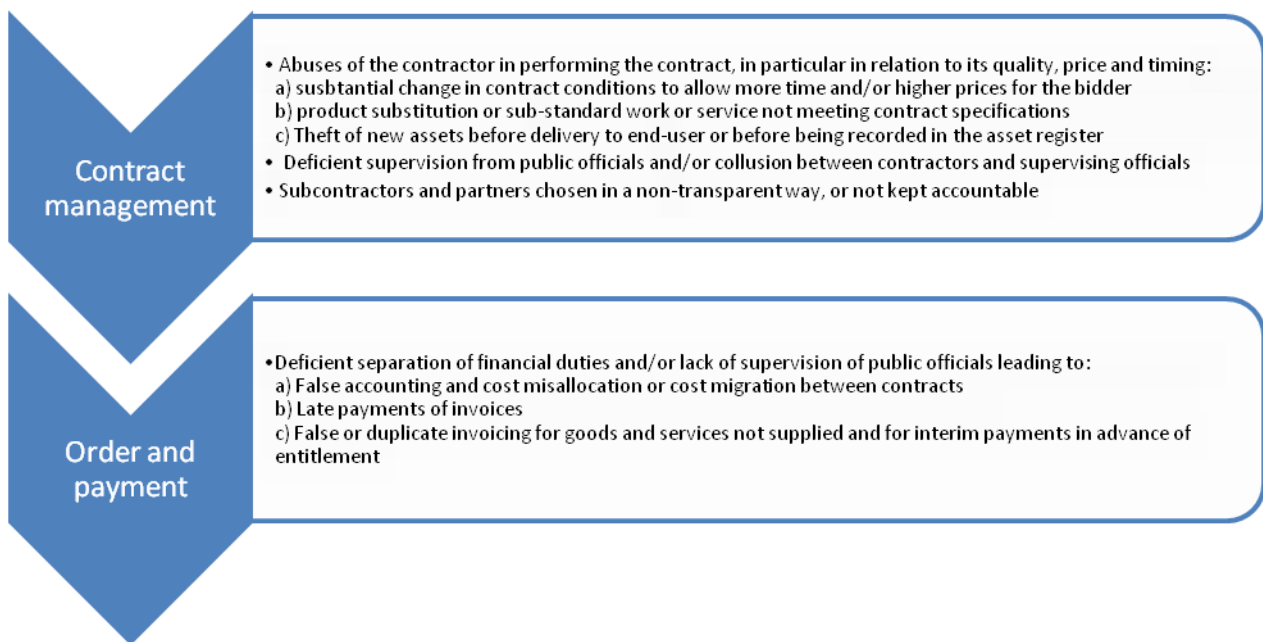 Contract
management
• Abuses of the contractor in performing the contract, in particular in relation to its quality, price and timing:
a) susbtantial change in contract conditions to allow more time and/or higher prices for the bidder
b) product substitution or sub-standard work or service not meeting contract specifications
c) Theft of new assets before delivery to end-user or before being recorded in the asset register
• Deficient supervision from public officials and/or collusion between contractors and supervising officials
• Subcontractors and partners chosen in a non-transparent way, or not kept accountable
Order and
payment
•Deficient separation of financial duties and/or lack of supervision of public officials leading to:
a) False accounting and cost misallocation or cost migration between contracts
b) Late payments of invoices
c) False or duplicate invoicing for goods and services not supplied and for interim payments in advance of
entitlement